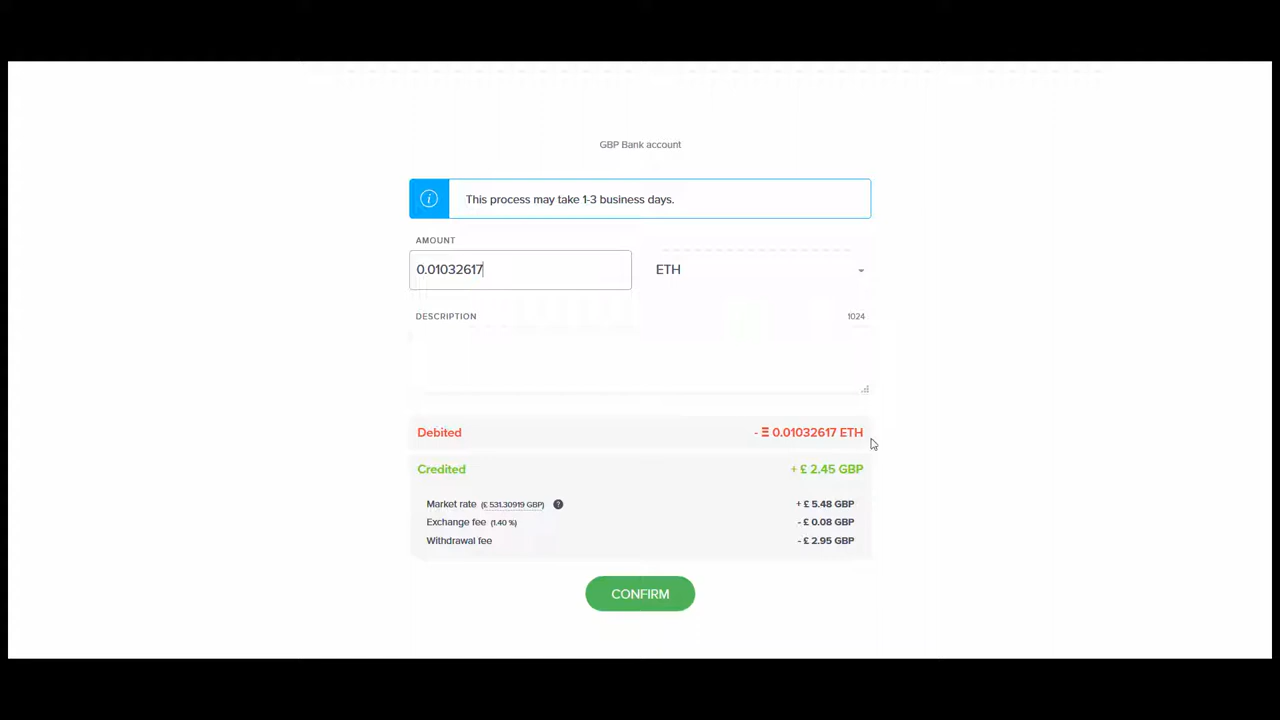 GBP Bank account
This process may take 1-3 business days.
AMOUNT
0.01032617 ETH
DESCRIPTION 1024
Debited - Ξ 0.01032617 ETH
Credited + £ 2.45 GBP
Market rate (£ 531.30919 GBP) ? + £ 5.48 GBP
Exchange fee (1.40 %) - £ 0.08 GBP
Withdrawal fee - £ 2.95 GBP
CONFIRM